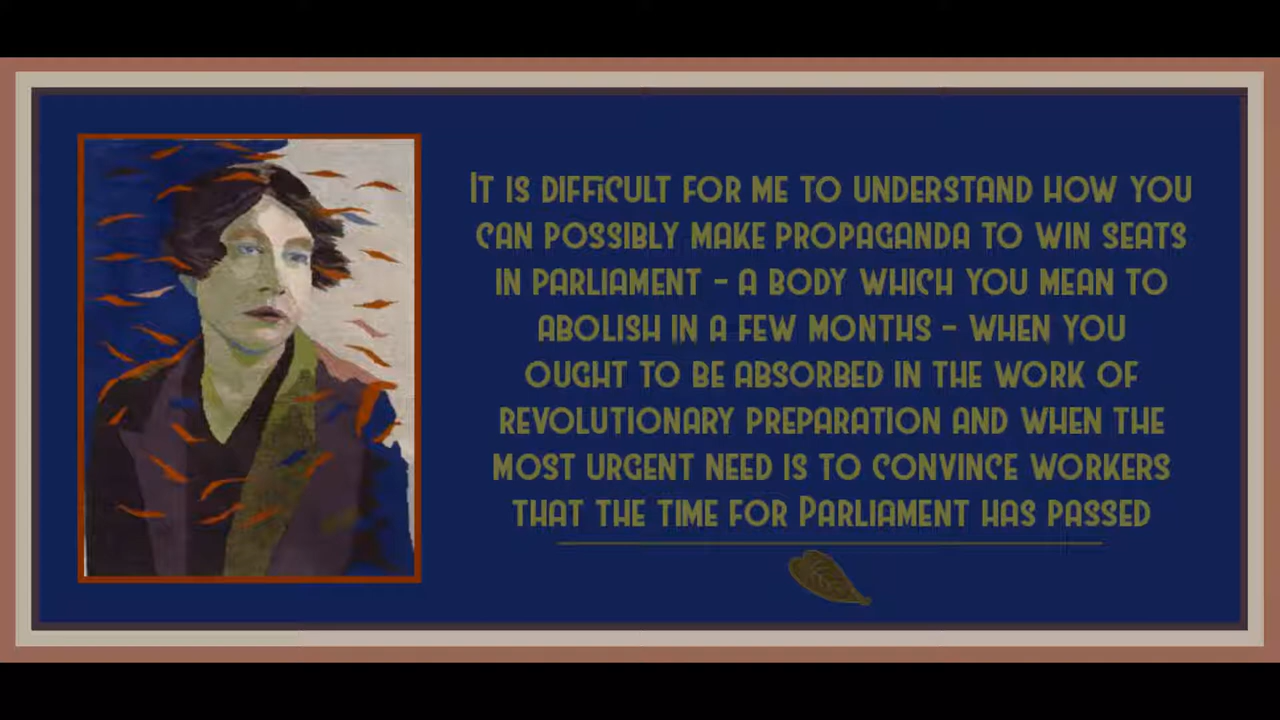 It is difficult for me to understand how you
can possibly make propaganda to win seats
in parliament – a body which you mean to
abolish in a few months – when you
ought to be absorbed in the work of
revolutionary preparation and when the
most urgent need is to convince workers
that the time for Parliament has passed